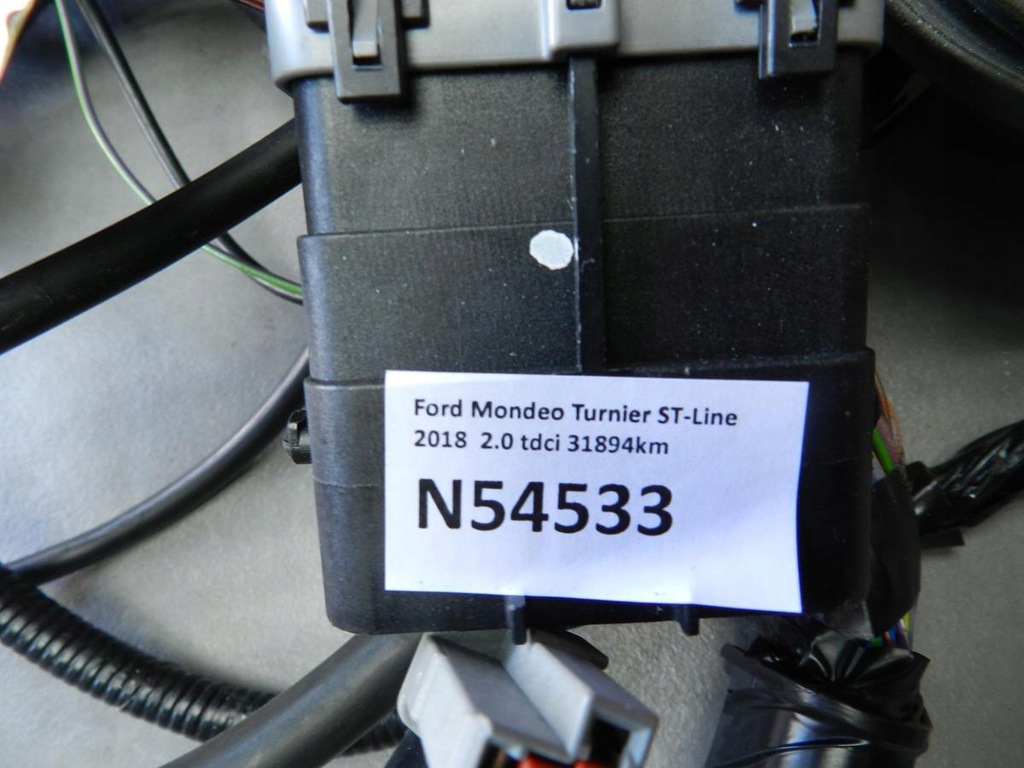 Ford Mondeo Turnier ST-Line
2018 2.0 tdci 31894km
N54533